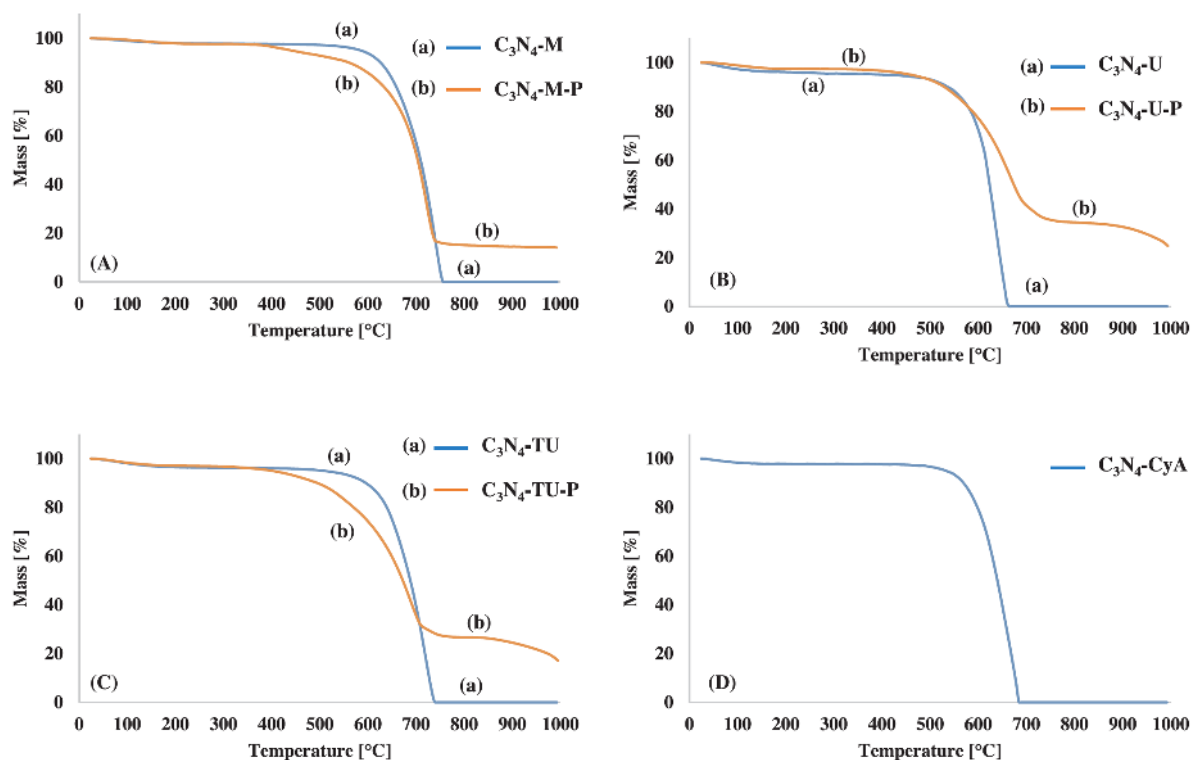 (a) C₃N₄-M
(b) C₃N₄-M-P
Mass [%]
100
80
60
40
20
0
(a)
(b)
(b)
(a)
(A)
0 100 200 300 400 500 600 700 800 900 1000
Temperature [°C]
(a) C₃N₄-U
(b) C₃N₄-U-P
Mass [%]
100
80
60
40
20
0
(b)
(a)
(b)
(a)
(B)
0 100 200 300 400 500 600 700 800 900 1000
Temperature [°C]
(a) C₃N₄-TU
(b) C₃N₄-TU-P
Mass [%]
100
80
60
40
20
0
(a)
(b)
(b)
(a)
(C)
0 100 200 300 400 500 600 700 800 900 1000
Temperature [°C]
C₃N₄-CyA
Mass [%]
100
80
60
40
20
0
(D)
0 100 200 300 400 500 600 700 800 900 1000
Temperature [°C]